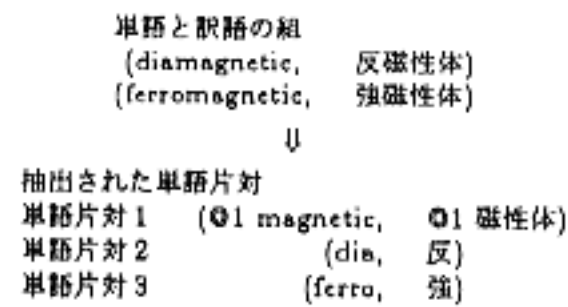 単語と訳語の組
(diamagnetic, 反磁性体)
(ferromagnetic, 強磁性体)
⇓
抽出された単語片対
単語片対1 (@1 magnetic, @1 磁性体)
単語片対2 (dia, 反)
単語片対3 (ferro, 強)